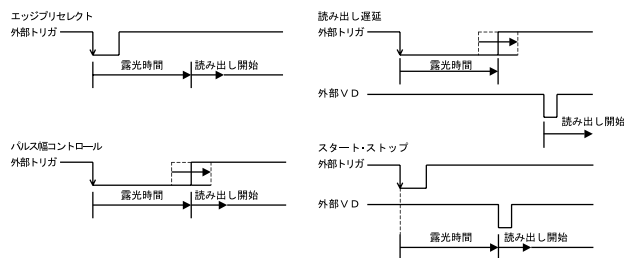 エッジプリセレクト
外部トリガ
露光時間
読み出し開始
パルス幅コントロール
外部トリガ
露光時間
読み出し開始
読み出し遅延
外部トリガ
露光時間
外部VD
読み出し開始
スタート・ストップ
外部トリガ
外部VD
露光時間
読み出し開始